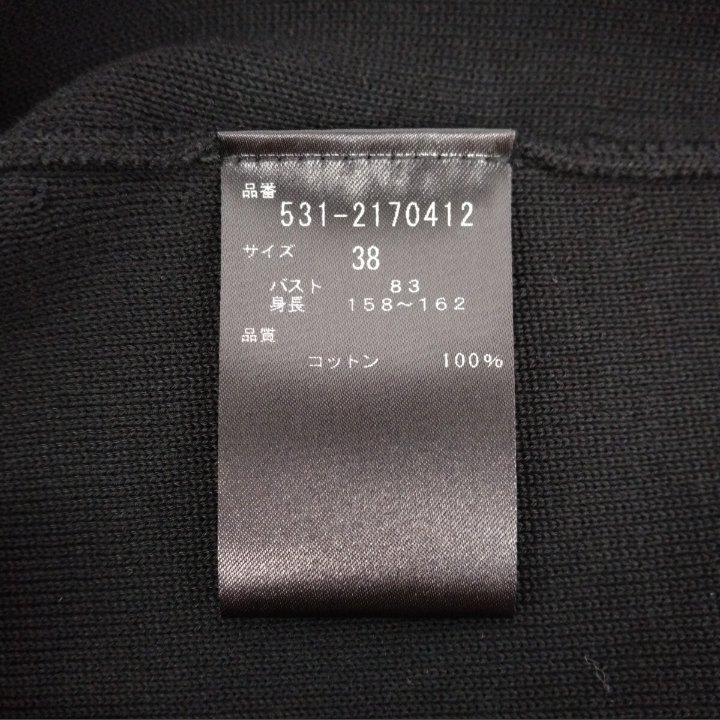 品番
531-2170412
サイズ 38
バスト 83
身長 158～162
品質
コットン 100%